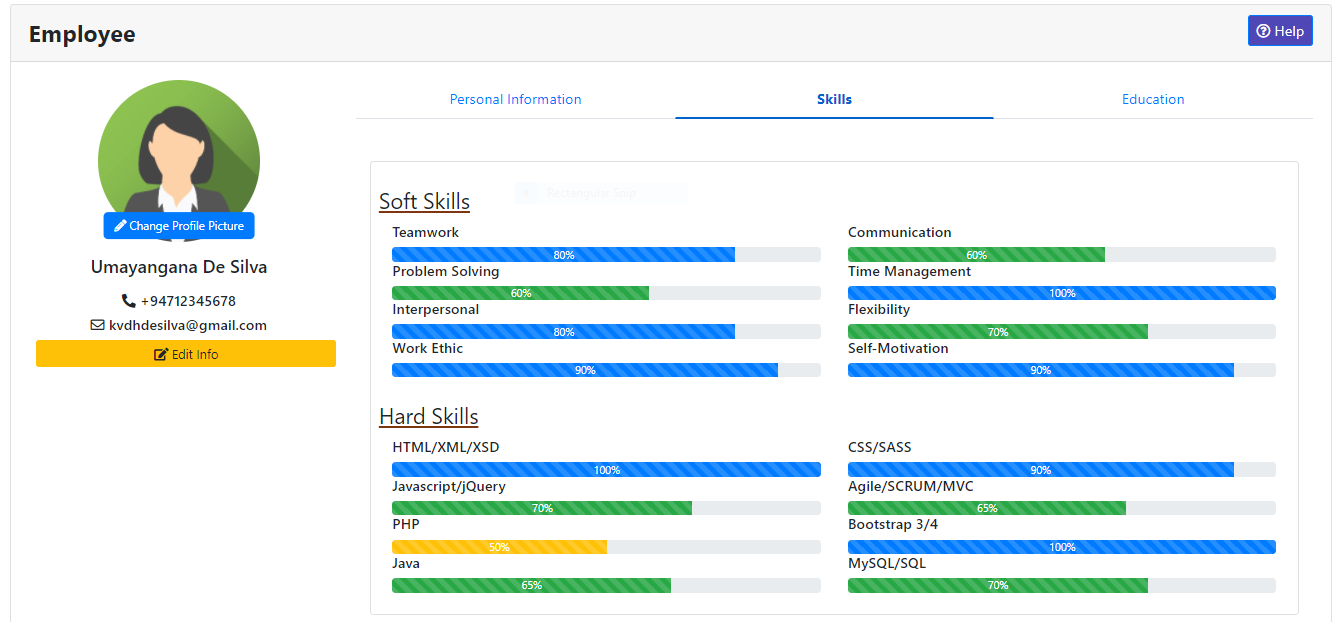 Employee
Help
Personal Information
Skills
Education
Change Profile Picture
Umayangana De Silva
+94712345678
kvdhdesilva@gmail.com
Edit Info
Rectangular Snip
Soft Skills
Teamwork
80%
Communication
60%
Problem Solving
60%
Time Management
100%
Interpersonal
80%
Flexibility
70%
Work Ethic
90%
Self-Motivation
90%
Hard Skills
HTML/XML/XSD
100%
CSS/SASS
90%
Javascript/jQuery
70%
Agile/SCRUM/MVC
65%
PHP
50%
Bootstrap 3/4
100%
Java
65%
MySQL/SQL
70%